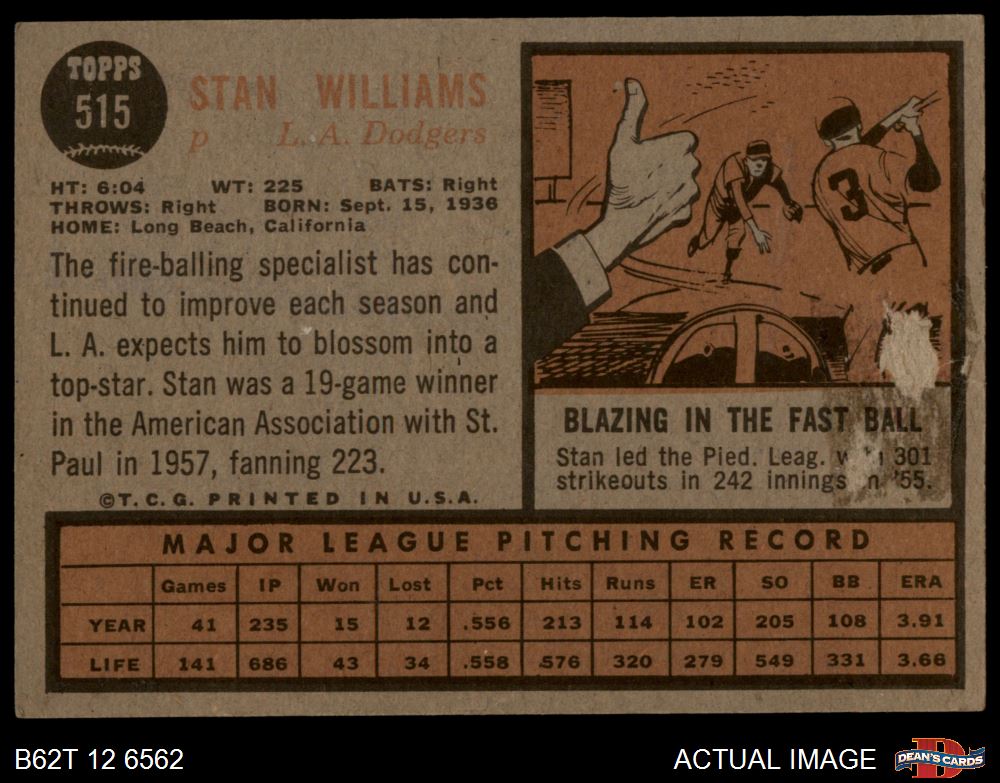 TOPPS
515
STAN WILLIAMS
p L. A. Dodgers
HT: 6:04 WT: 225 BATS: Right
THROWS: Right BORN: Sept. 15, 1936
HOME: Long Beach, California
The fire-balling specialist has con-
tinued to improve each season and
L. A. expects him to blossom into a
top-star. Stan was a 19-game winner
in the American Association with St.
Paul in 1957, fanning 223.
©T.C.G. PRINTED IN U.S.A.
3
BLAZING IN THE FAST BALL
Stan led the Pied. Leag. 301
strikeouts in 242 innings '55.
MAJOR LEAGUE PITCHING RECORD
Games IP Won Lost Pct Hits Runs ER SO BB ERA
YEAR 41 235 15 12 .556 213 114 102 205 108 3.91
LIFE 141 686 43 34 .558 576 320 279 549 331 3.66
B62T 12 6562 ACTUAL IMAGE
D
DEAN'S CARDS